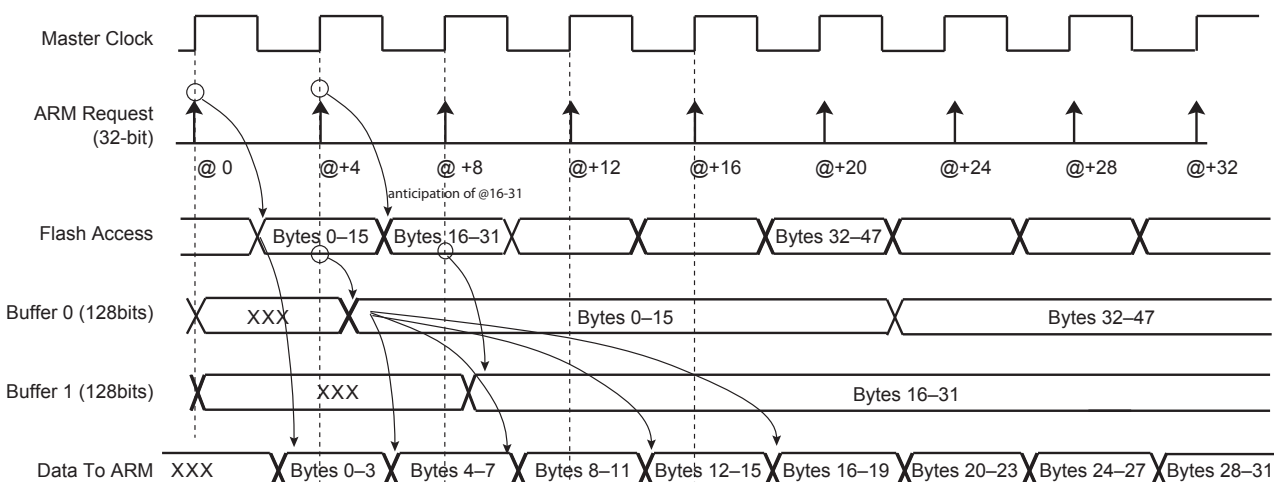 Master Clock
ARM Request
(32-bit)
@ 0 @+4 @ +8 @+12 @+16 @+20 @+24 @+28 @+32
anticipation of @16-31
Flash Access Bytes 0–15 Bytes 16–31 Bytes 32–47
Buffer 0 (128bits) XXX Bytes 0–15 Bytes 32–47
Buffer 1 (128bits) XXX Bytes 16–31
Data To ARM XXX Bytes 0–3 Bytes 4–7 Bytes 8–11 Bytes 12–15 Bytes 16–19 Bytes 20–23 Bytes 24–27 Bytes 28–31